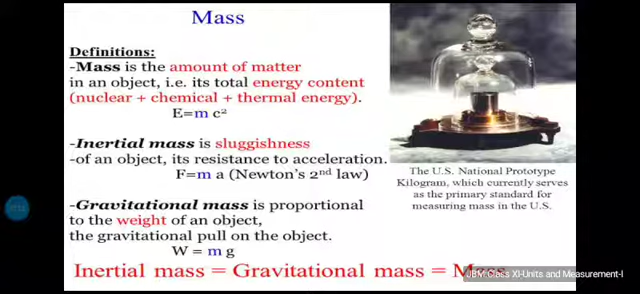 Mass
Definitions:
-Mass is the amount of matter
in an object, i.e. its total energy content
(nuclear + chemical + thermal energy).
E=m c²
-Inertial mass is sluggishness
-of an object, its resistance to acceleration.
F=m a (Newton's 2nd law)
-Gravitational mass is proportional
to the weight of an object,
the gravitational pull on the object.
W = m g
The U.S. National Prototype
Kilogram, which currently serves
as the primary standard for
measuring mass in the U.S.
Inertial mass = Gravitational mass = Mass
JBM: Class XI-Units and Measurement-I